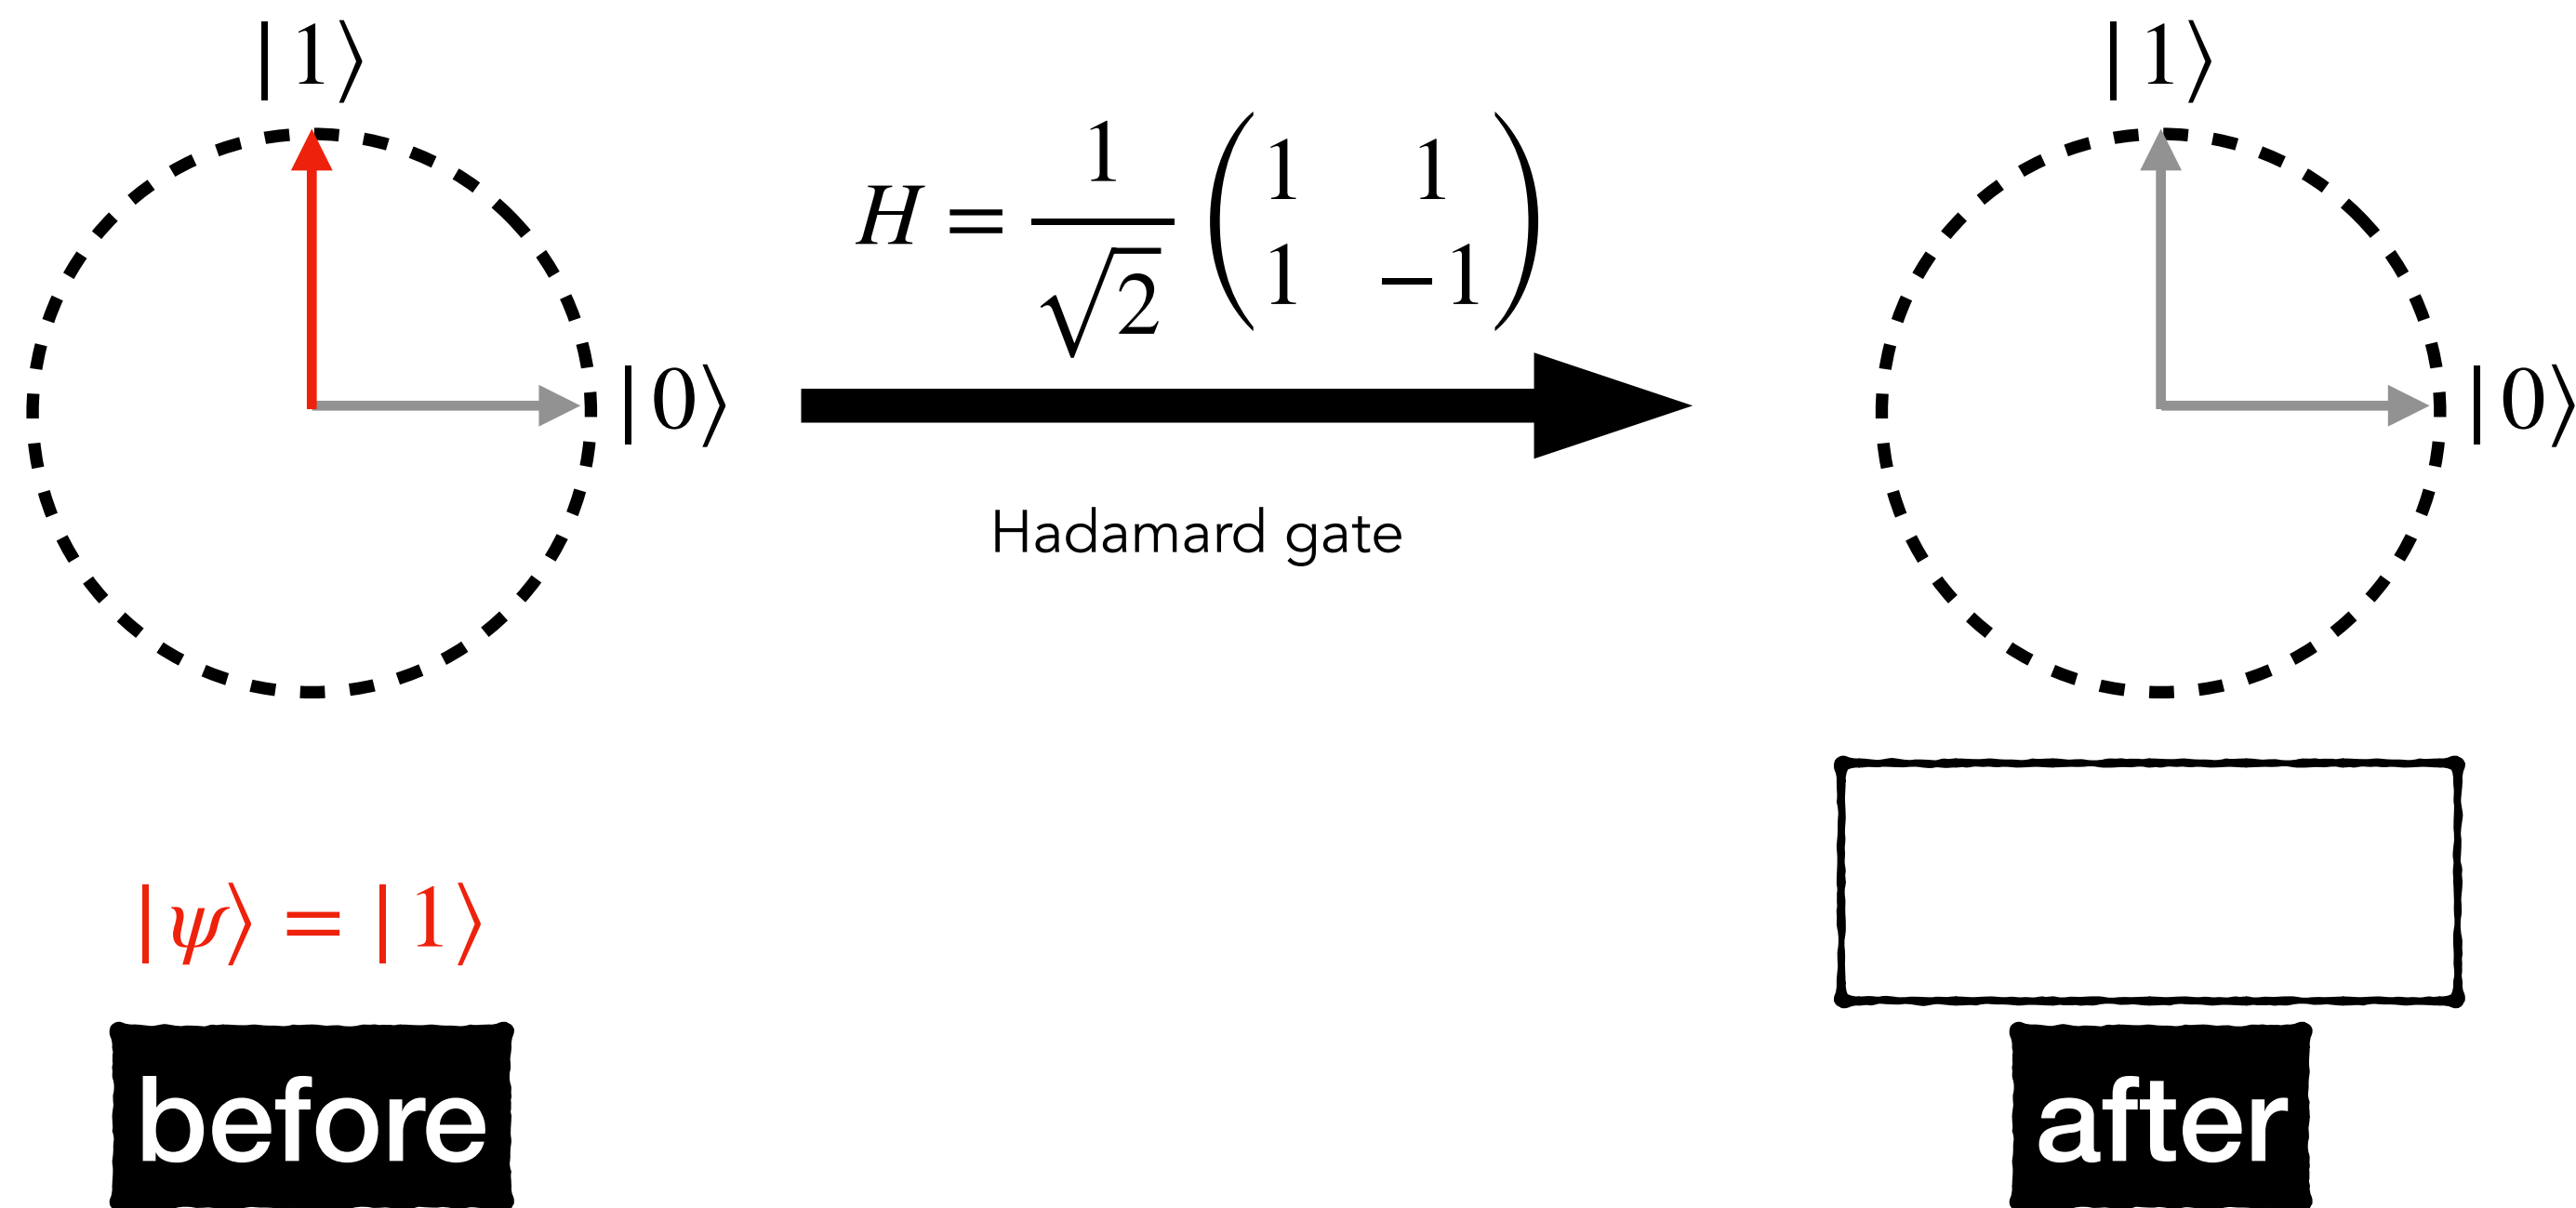 |1⟩
|0⟩
H = 1/√2 (1 1
1 −1)
Hadamard gate
|1⟩
|0⟩
|ψ⟩ = |1⟩
before
after